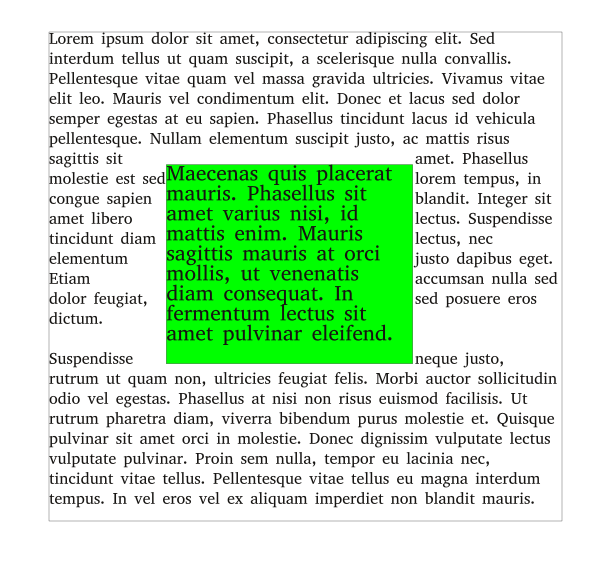 Lorem ipsum dolor sit amet, consectetur adipiscing elit. Sed
interdum tellus ut quam suscipit, a scelerisque nulla convallis.
Pellentesque vitae quam vel massa gravida ultricies. Vivamus vitae
elit leo. Mauris vel condimentum elit. Donec et lacus sed dolor
semper egestas at eu sapien. Phasellus tincidunt lacus id vehicula
pellentesque. Nullam elementum suscipit justo, ac mattis risus
sagittis sit amet. Phasellus
molestie est sed lorem tempus, in
congue sapien blandit. Integer sit
amet libero lectus. Suspendisse
tincidunt diam lectus, nec
elementum justo dapibus eget.
Etiam accumsan nulla sed
dolor feugiat, sed posuere eros
dictum.
Suspendisse neque justo,
rutrum ut quam non, ultricies feugiat felis. Morbi auctor sollicitudin
odio vel egestas. Phasellus at nisi non risus euismod facilisis. Ut
rutrum pharetra diam, viverra bibendum purus molestie et. Quisque
pulvinar sit amet orci in molestie. Donec dignissim vulputate lectus
vulputate pulvinar. Proin sem nulla, tempor eu lacinia nec,
tincidunt vitae tellus. Pellentesque vitae tellus eu magna interdum
tempus. In vel eros vel ex aliquam imperdiet non blandit mauris.
Maecenas quis placerat
mauris. Phasellus sit
amet varius nisi, id
mattis enim. Mauris
sagittis mauris at orci
mollis, ut venenatis
diam consequat. In
fermentum lectus sit
amet pulvinar eleifend.